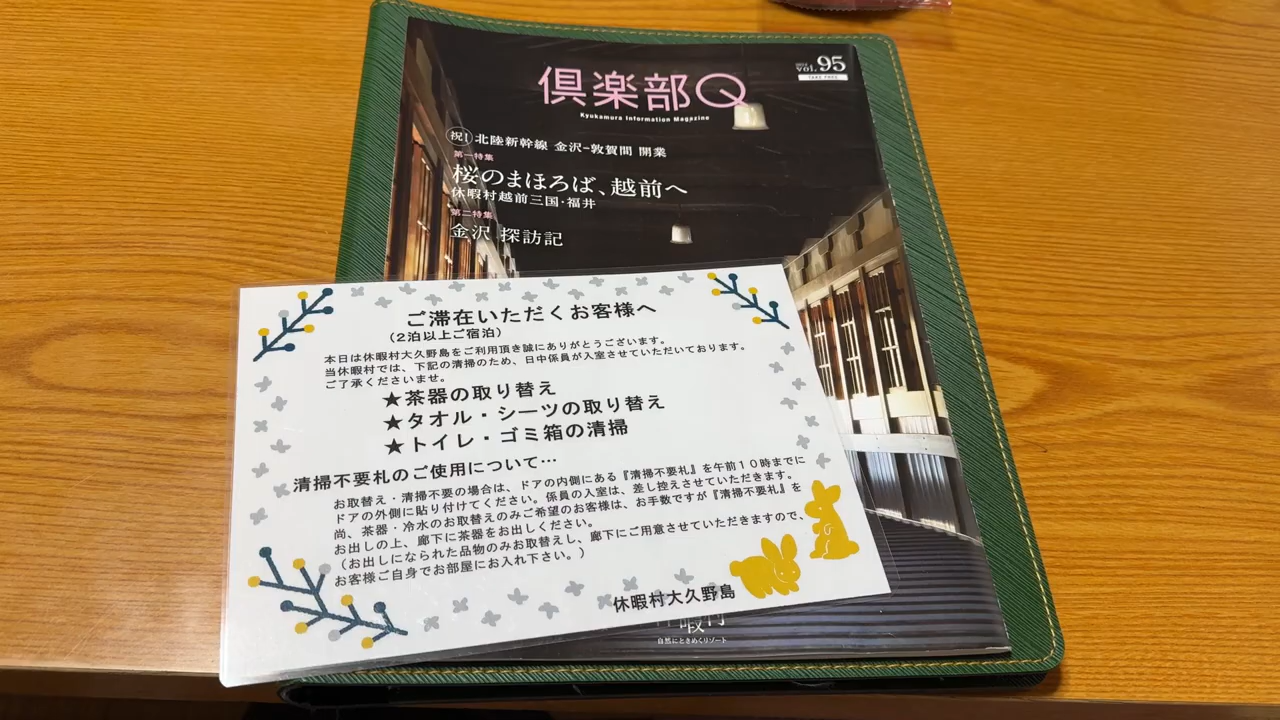 2024
vol. 95
TAKE FREE
倶楽部Q
Kyukamura Information Magazine
祝! 北陸新幹線 金沢-敦賀間 開業
第一特集
桜のまほろば、越前へ
休暇村越前三国・福井
第二特集
金沢 探訪記
ご滞在いただくお客様へ
(2泊以上ご宿泊)
本日は休暇村大久野島をご利用頂き誠にありがとうございます。
当休暇村では、下記の清掃のため、日中係員が入室させていただいております。
ご了承くださいませ。
★茶器の取り替え
★タオル・シーツの取り替え
★トイレ・ゴミ箱の清掃
清掃不要札のご使用について…
お取替え・清掃不要の場合は、ドアの内側にある『清掃不要札』を午前10時までに
ドアの外側に貼り付けてください。係員の入室は、差し控えさせていただきます。
尚、茶器・冷水のお取替えのみご希望のお客様は、お手数ですが『清掃不要札』を
お出しの上、廊下に茶器をお出しください。
(お出しになられた品物のみお取替えし、廊下にご用意させていただきますので、
お客様ご自身でお部屋にお入れ下さい。)
休暇村大久野島
休暇村
自然にときめくリゾート